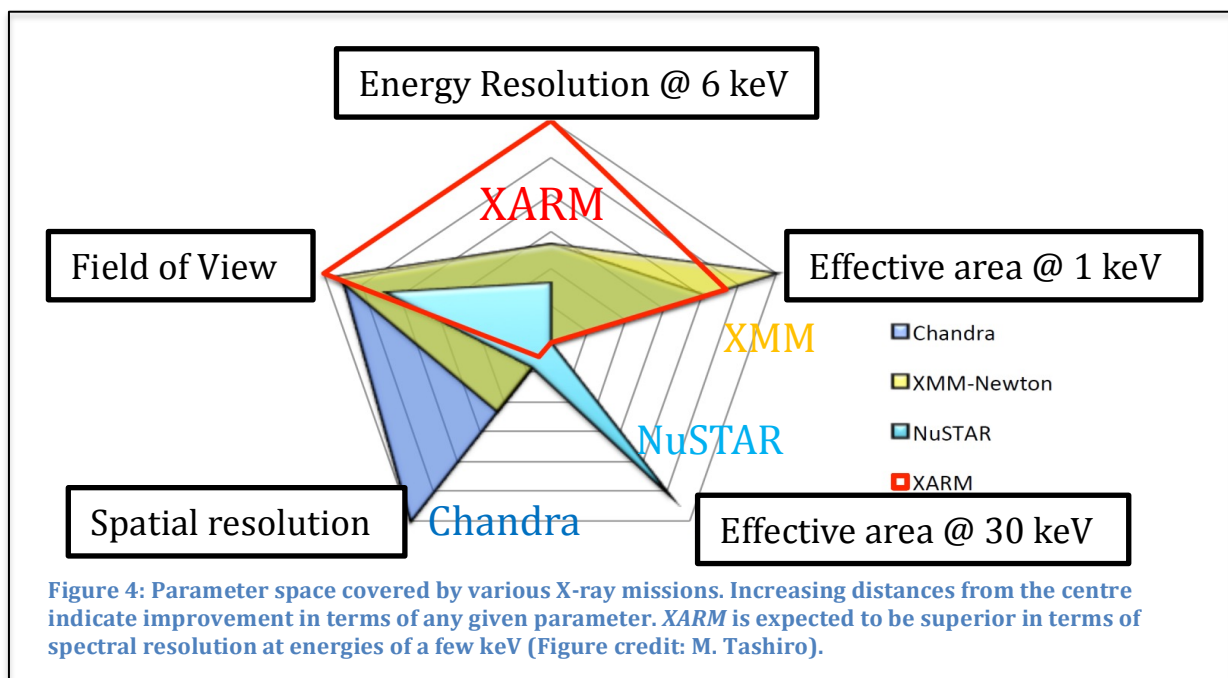 Energy Resolution @ 6 keV
XARM
Field of View
Effective area @ 1 keV
XMM
Chandra
XMM-Newton
NuSTAR
NuSTAR
XARM
Spatial resolution
Chandra
Effective area @ 30 keV
Figure 4: Parameter space covered by various X-ray missions. Increasing distances from the centre
indicate improvement in terms of any given parameter. XARM is expected to be superior in terms of
spectral resolution at energies of a few keV (Figure credit: M. Tashiro).